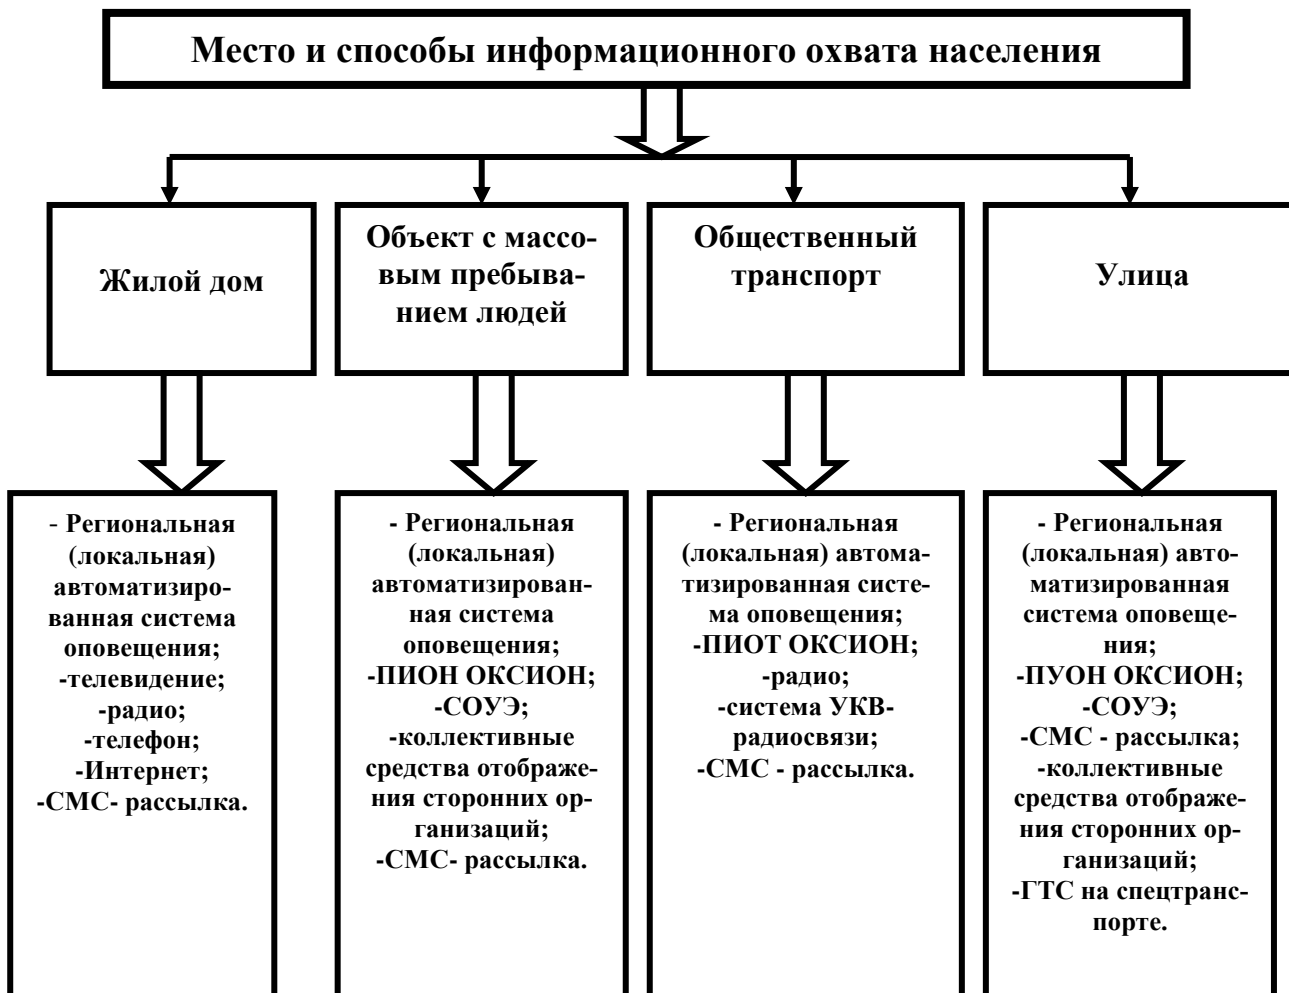 Место и способы информационного охвата населения
Жилой дом
Объект с массо-
вым пребыва-
нием людей
Общественный
транспорт
Улица
- Региональная
(локальная)
автоматизиро-
ванная система
оповещения;
-телевидение;
-радио;
-телефон;
-Интернет;
-СМС- рассылка.
- Региональная
(локальная)
автоматизирован-
ная система
оповещения;
-ПИОН ОКСИОН;
-СОУЭ;
-коллективные
средства отображе-
ния сторонних ор-
ганизаций;
-СМС- рассылка.
- Региональная
(локальная) автома-
тизированная систе-
ма оповещения;
-ПИОТ ОКСИОН;
-радио;
-система УКВ-
радиосвязи;
-СМС - рассылка.
- Региональная
(локальная) авто-
матизированная
система оповеще-
ния;
-ПУОН ОКСИОН;
-СОУЭ;
-СМС - рассылка;
-коллективные
средства отображе-
ния сторонних ор-
ганизаций;
-ГТС на спецтранс-
порте.